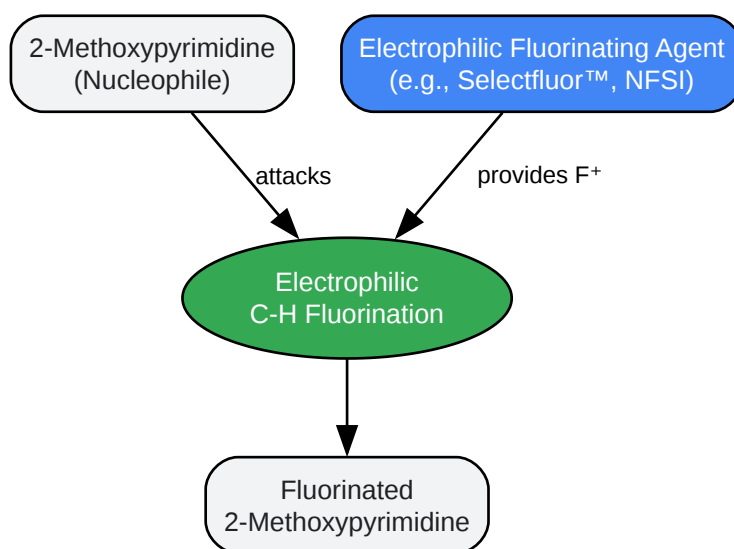 2-Methoxypyrimidine
(Nucleophile)
Electrophilic Fluorinating Agent
(e.g., Selectfluor™, NFSI)
attacks
provides F⁺
Electrophilic
C-H Fluorination
Fluorinated
2-Methoxypyrimidine